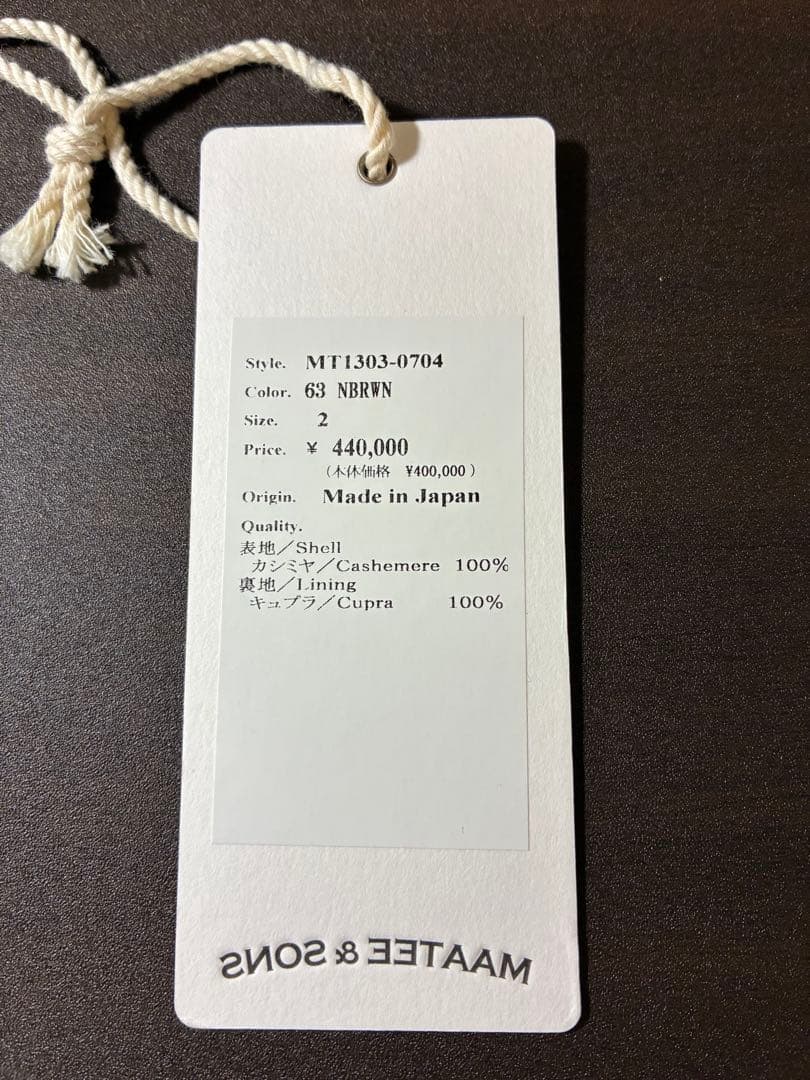 Style. MT1303-0704
Color. 63 NBRWN
Size. 2
Price. ¥ 440,000
(本体価格 ¥400,000)
Origin. Made in Japan
Quality.
表地/Shell
カシミヤ/Cashemere 100%
裏地/Lining
キュプラ/Cupra 100%
MAATEE & SONS